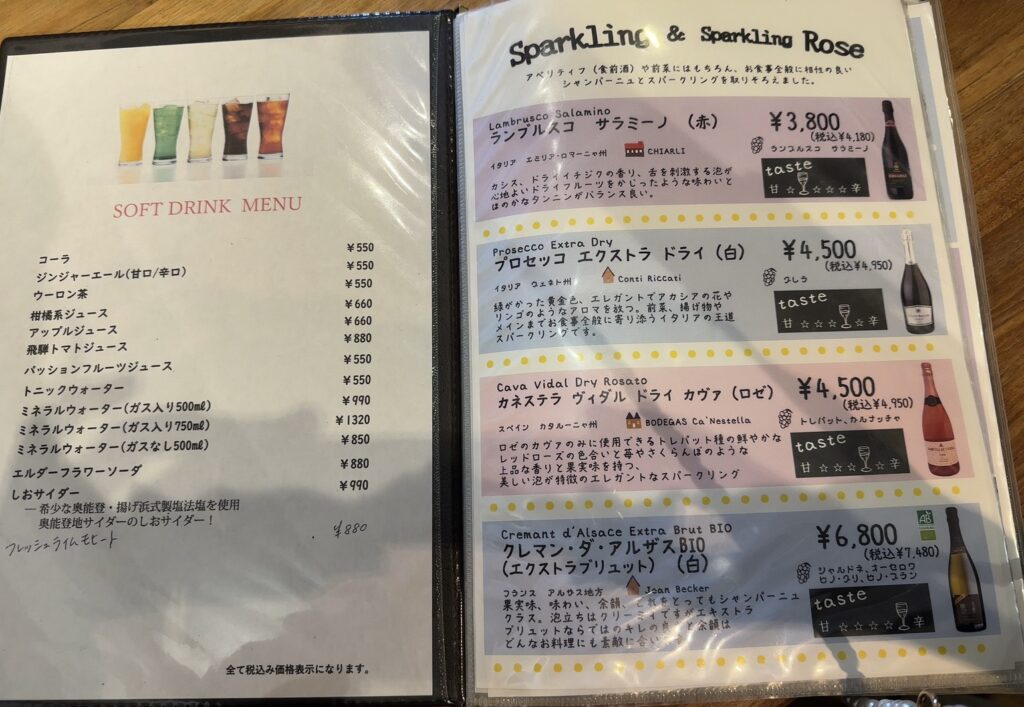 SOFT DRINK MENU
コーラ ¥550
ジンジャーエール(甘口/辛口) ¥550
ウーロン茶 ¥550
柑橘系ジュース ¥660
アップルジュース ¥660
飛騨トマトジュース ¥880
パッションフルーツジュース ¥550
トニックウォーター ¥550
ミネラルウォーター(ガス入り500㎖) ¥990
ミネラルウォーター(ガス入り750㎖) ¥1320
ミネラルウォーター(ガスなし500㎖) ¥850
エルダーフラワーソーダ ¥880
しおサイダー ¥990
―希少な奥能登・揚げ浜式製塩法塩を使用
奥能登地サイダーのしおサイダー！
フレッシュライムモヒート ¥880
全て税込み価格表示になります。
Sparkling & Sparkling Rose
アペリティフ（食前酒）や前菜にはもちろん、お食事全般に相性の良い
シャンパーニュとスパークリングを取りそろえました。
Lambrusco Salamino
ランブルスコ サラミーノ （赤） ¥3,800
(税込¥4,180)
イタリア エミリア・ロマーニャ州 CHIARLI ランブルスコ サラミーノ
カシス、ドライイチジクの香り、舌を刺激する泡が
心地よいドライフルーツをかじったような味わいと
ほのかなタンニンがバランス良い。
taste
甘 ☆ ☆☆☆辛
Prosecco Extra Dry
プロセッコ エクストラ ドライ（白） ¥4,500
(税込¥4,950)
イタリア ヴェネト州 Conti Riccati グレラ
緑がかった黄金色、エレガントでアカシアの花や
リンゴのようなアロマを放つ。前菜、揚げ物や
メインまでお食事全般に寄り添うイタリアの王道
スパークリングです。
taste
甘 ☆☆☆ ☆辛
Cava Vidal Dry Rosato
カネステラ ヴィダル ドライ カヴァ（ロゼ） ¥4,500
(税込¥4,950)
スペイン カタルーニャ州 BODEGAS Ca'Nestella トレパット、ガルナッチャ
ロゼのカヴァのみに使用できるトレパット種の鮮やかな
レッドローズの色合いと苺やさくらんぼのような
上品な香りと果実味を持つ、
美しい泡が特徴のエレガントなスパークリング
taste
甘 ☆☆☆ ☆辛
Cremant d'Alsace Extra Brut BIO
クレマン・ダ・アルザスBIO
（エクストラブリュット） （白） ¥6,800
(税込¥7,480)
AB
フランス アルザス地方 Jean Becker
シャルドネ、オーセロワ
ピノ・グリ、ピノ・ブラン
果実味、味わい、余韻、どれをとってもシャンパーニュ
クラス。泡立ちはクリーミイですがエキストラ
ブリュットならではのキレの良さと余韻は
どんなお料理にも素敵に合います。
taste
甘 ☆☆☆☆ 辛